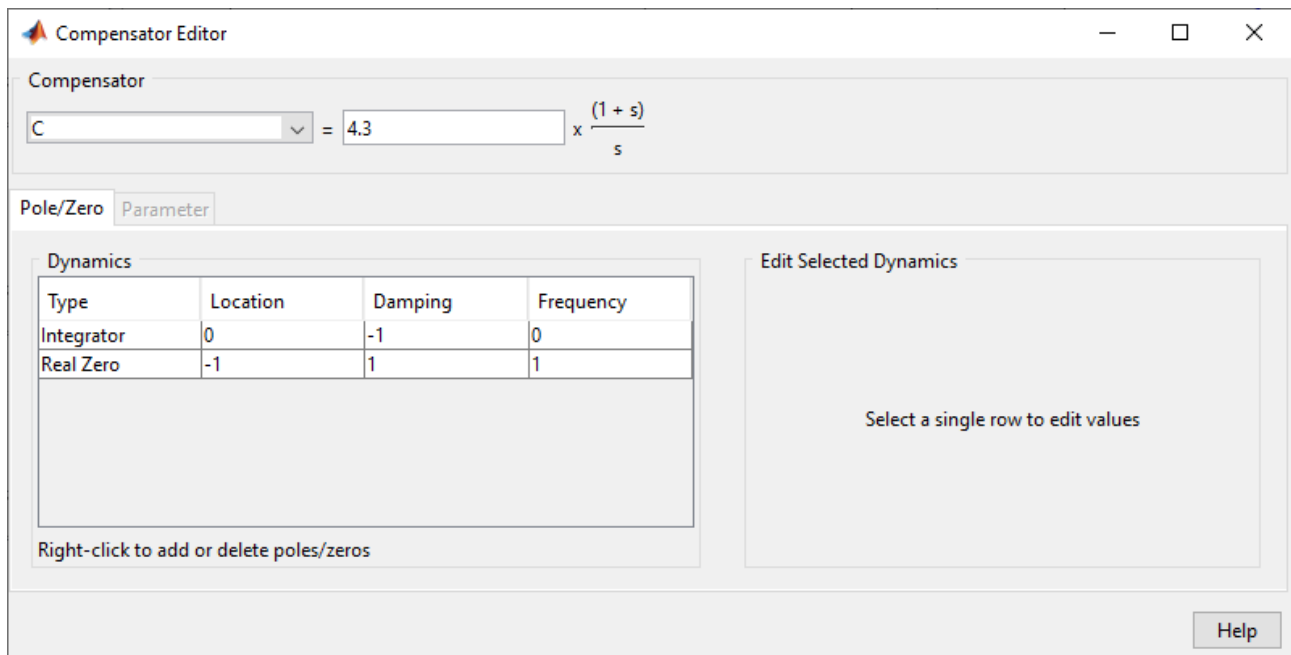 Compensator Editor
Compensator
C = 4.3 x (1 + s)
s
Pole/Zero Parameter
Dynamics
Type Location Damping Frequency
Integrator 0 -1 0
Real Zero -1 1 1
Right-click to add or delete poles/zeros
Edit Selected Dynamics
Select a single row to edit values
Help